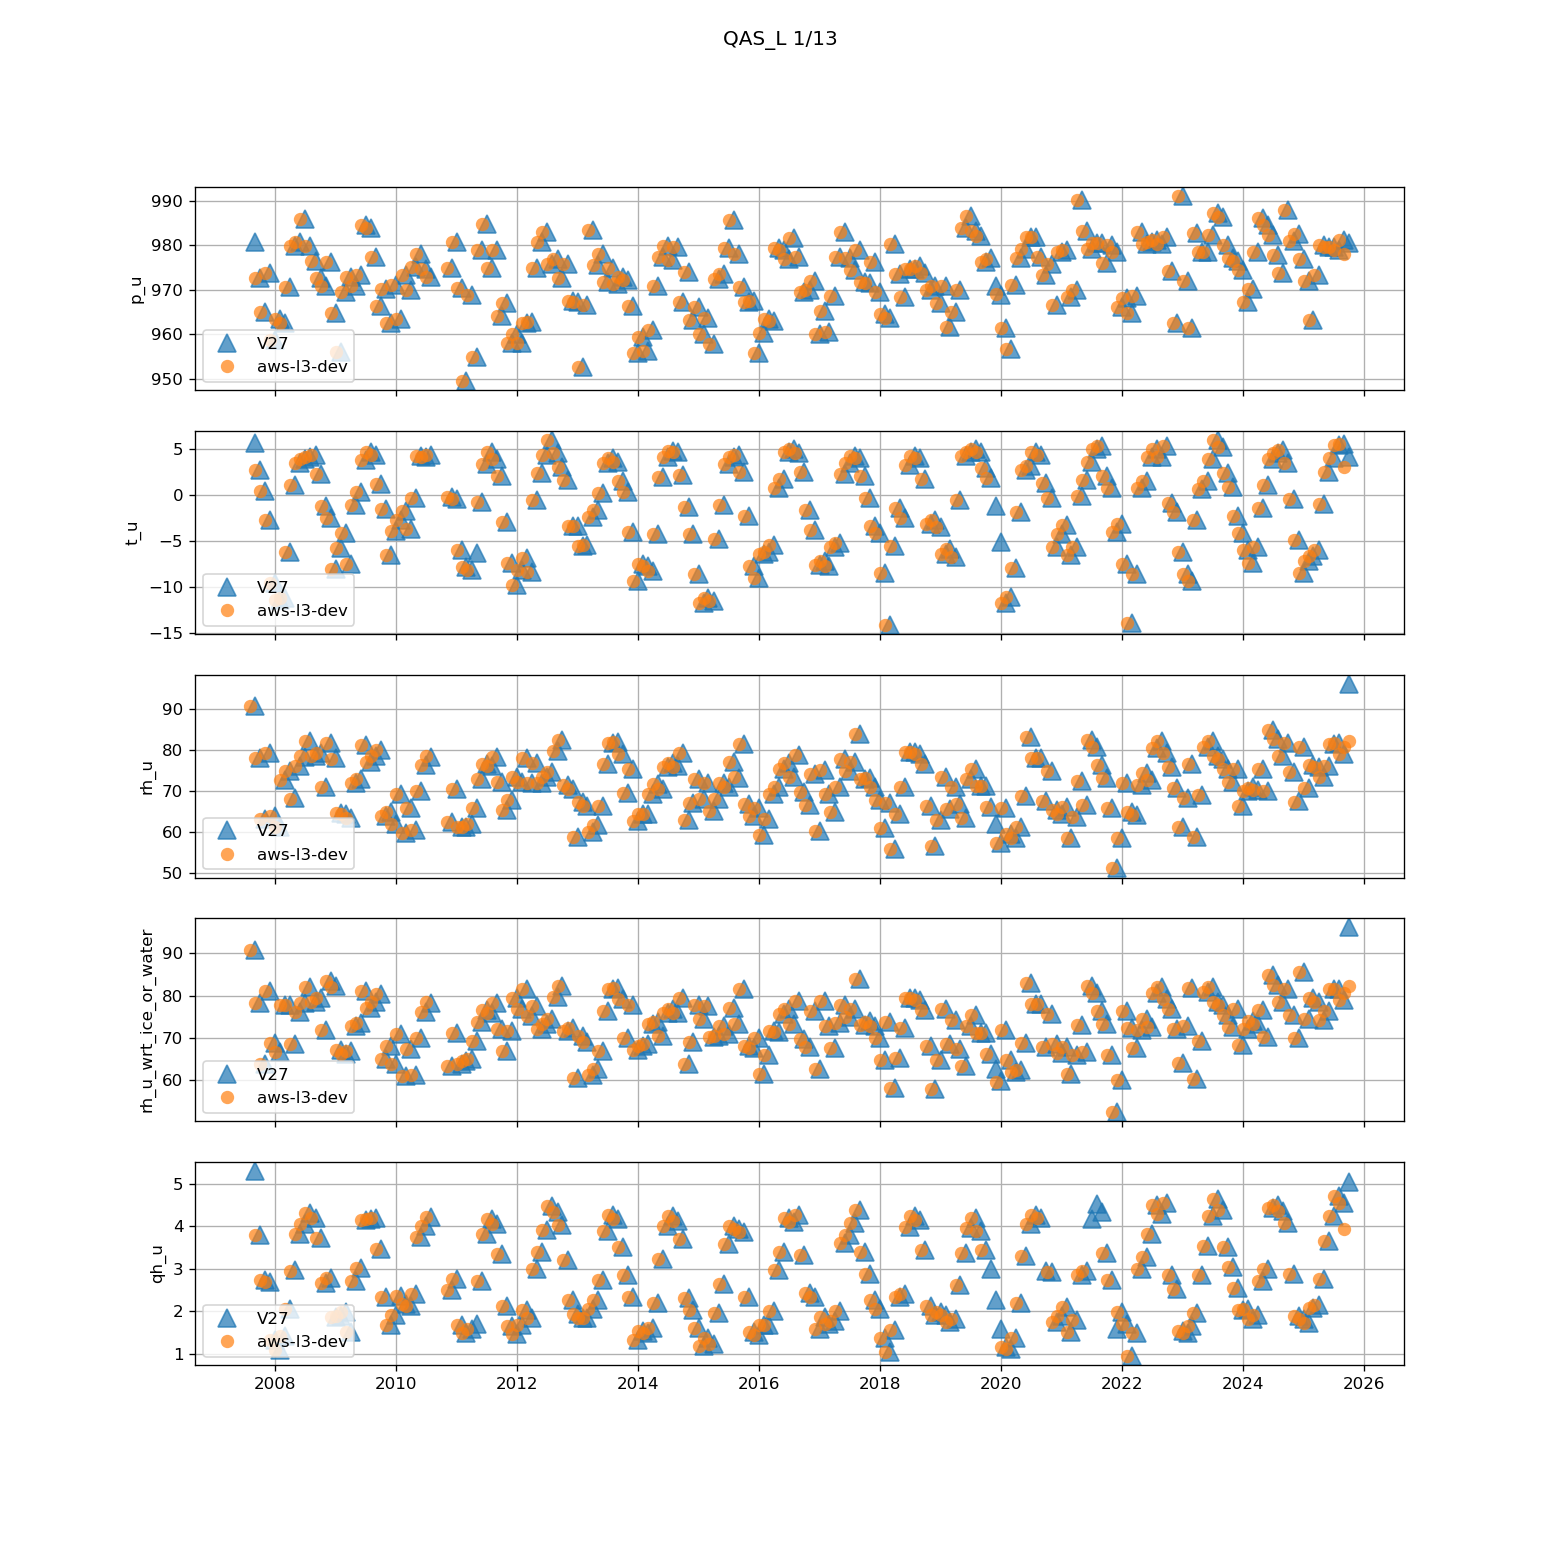 QAS_L 1/13
990
980
970
960
950
p_u
V27
aws-l3-dev
5
0
−5
−10
−15
t_u
V27
aws-l3-dev
90
80
70
60
50
rh_u
V27
aws-l3-dev
90
80
70
60
rh_u_wrt_ice_or_water
V27
aws-l3-dev
5
4
3
2
1
qh_u
V27
aws-l3-dev
2008 2010 2012 2014 2016 2018 2020 2022 2024 2026